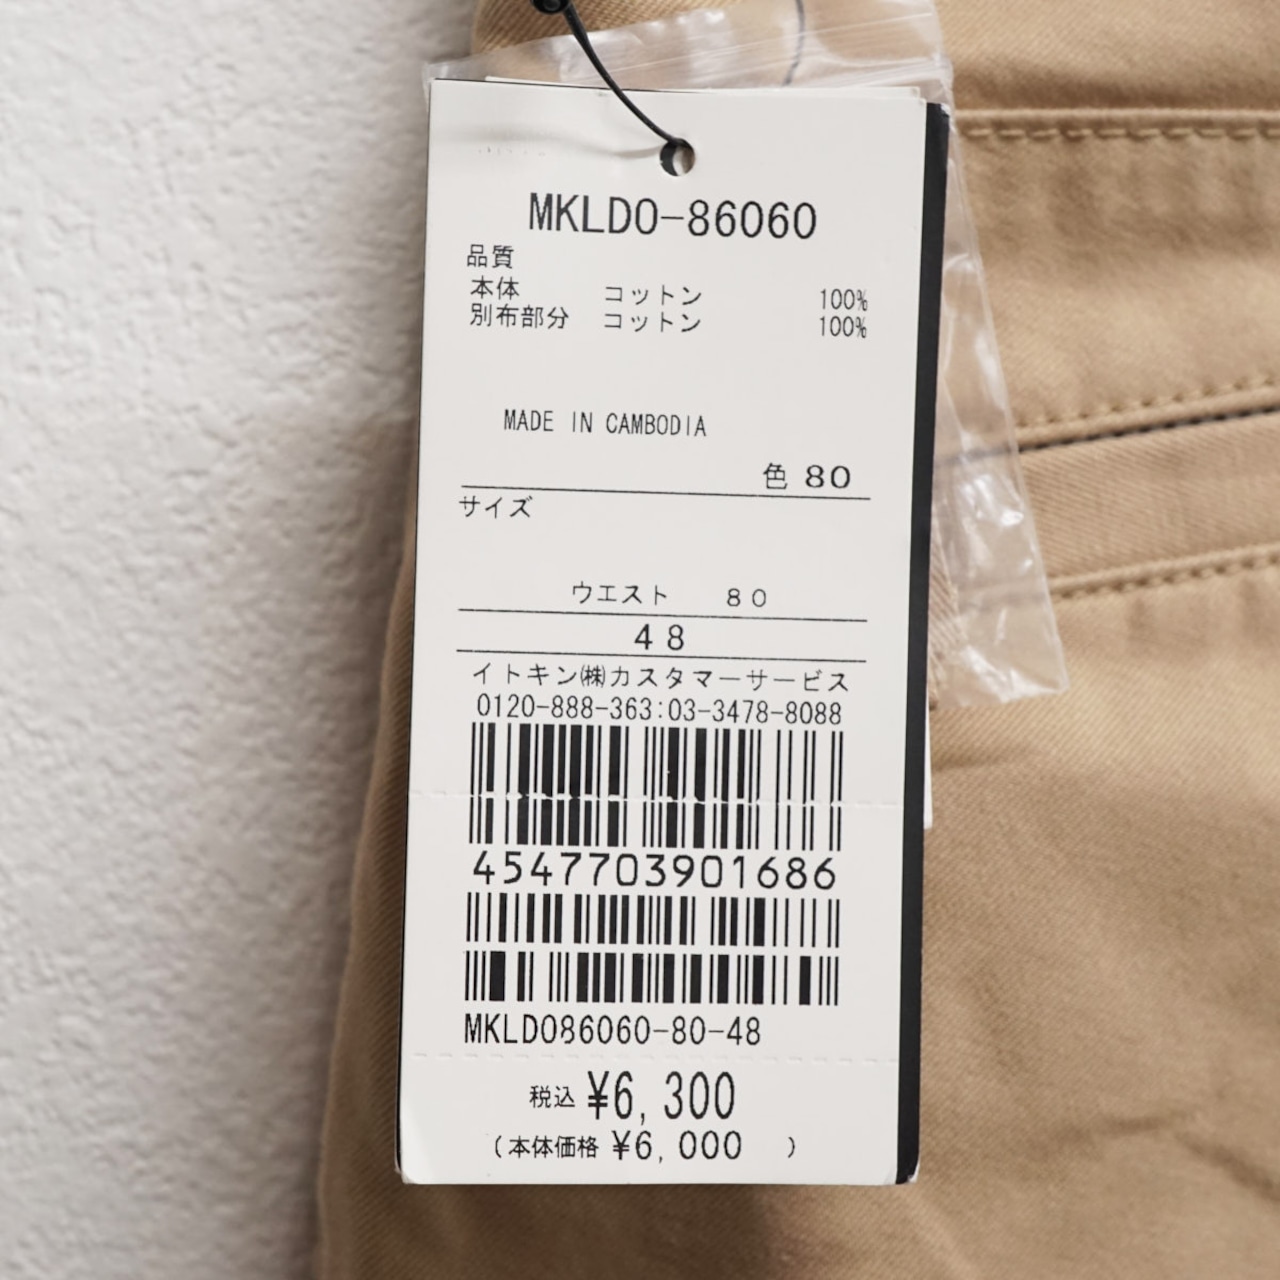 MKLDO-86060
品質
本体 コットン 100%
別布部分 コットン 100%
MADE IN CAMBODIA
色 80
サイズ
ウエスト 80
48
イトキン㈱カスタマーサービス
0120-888-363:03-3478-8088
4547703901686
MKLDO86060-80-48
税込 ¥6,300
(本体価格 ¥6,000 )